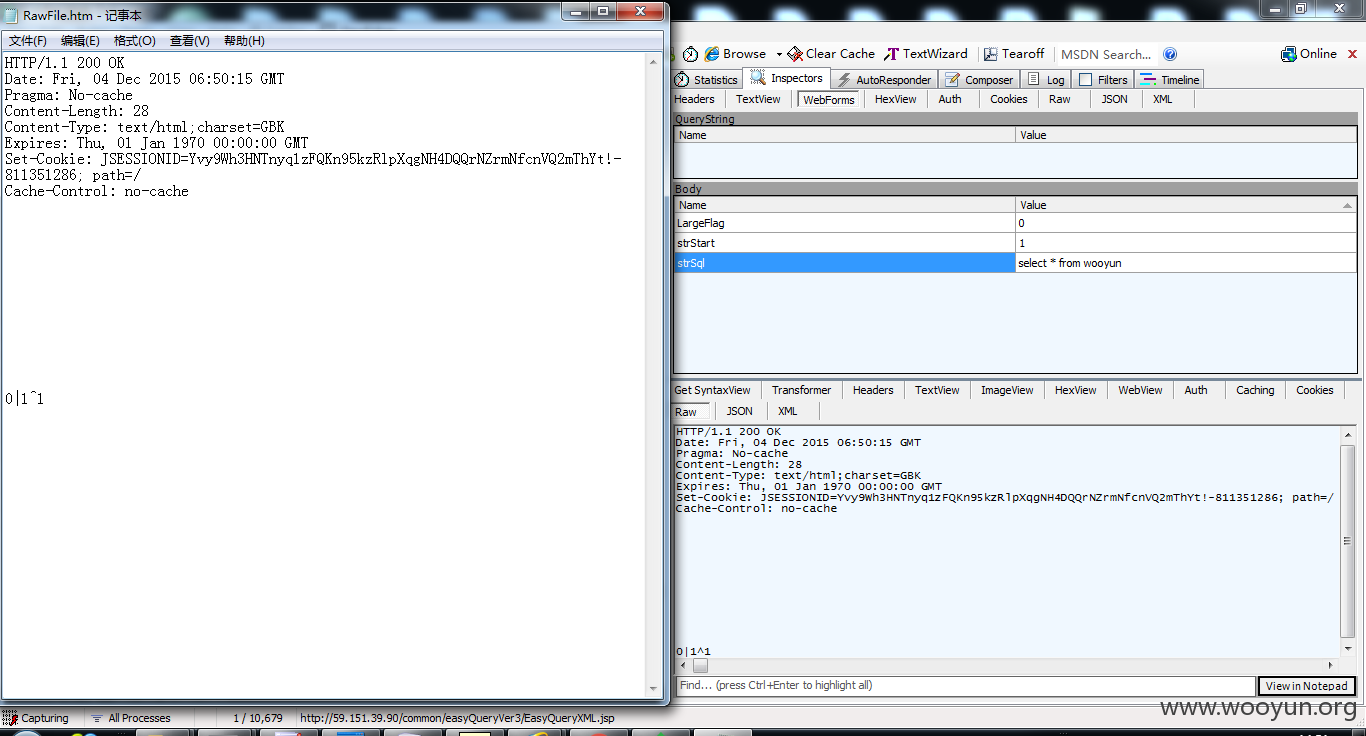 RawFile.htm - 记事本
文件(F) 编辑(E) 格式(O) 查看(V) 帮助(H)
HTTP/1.1 200 OK
Date: Fri, 04 Dec 2015 06:50:15 GMT
Pragma: No-cache
Content-Length: 28
Content-Type: text/html;charset=GBK
Expires: Thu, 01 Jan 1970 00:00:00 GMT
Set-Cookie: JSESSIONID=Yvy9Wh3HNTnyq1zFQKn95kzRlpXqgNH4DQQrNZrmNfcnVQ2mThYt!-
811351286; path=/
Cache-Control: no-cache
0|1^1
Browse Clear Cache TextWizard Tearoff MSDN Search... Online
Statistics Inspectors AutoResponder Composer Log Filters Timeline
Headers TextView WebForms HexView Auth Cookies Raw JSON XML
QueryString
Name Value
Body
Name Value
LargeFlag 0
strStart 1
strSql select * from wooyun
Get SyntaxView Transformer Headers TextView ImageView HexView WebView Auth Caching Cookies
Raw JSON XML
HTTP/1.1 200 OK
Date: Fri, 04 Dec 2015 06:50:15 GMT
Pragma: No-cache
Content-Length: 28
Content-Type: text/html;charset=GBK
Expires: Thu, 01 Jan 1970 00:00:00 GMT
Set-Cookie: JSESSIONID=Yvy9Wh3HNTnyq1zFQKn95kzRlpXqgNH4DQQrNZrmNfcnVQ2mThYt!-811351286; path=/
Cache-Control: no-cache
0|1^1
Find... (press Ctrl+Enter to highlight all) View in Notepad
www.wooyun.org
Capturing All Processes 1 / 10,679 http://59.151.39.90/common/easyQueryVer3/EasyQueryXML.jsp